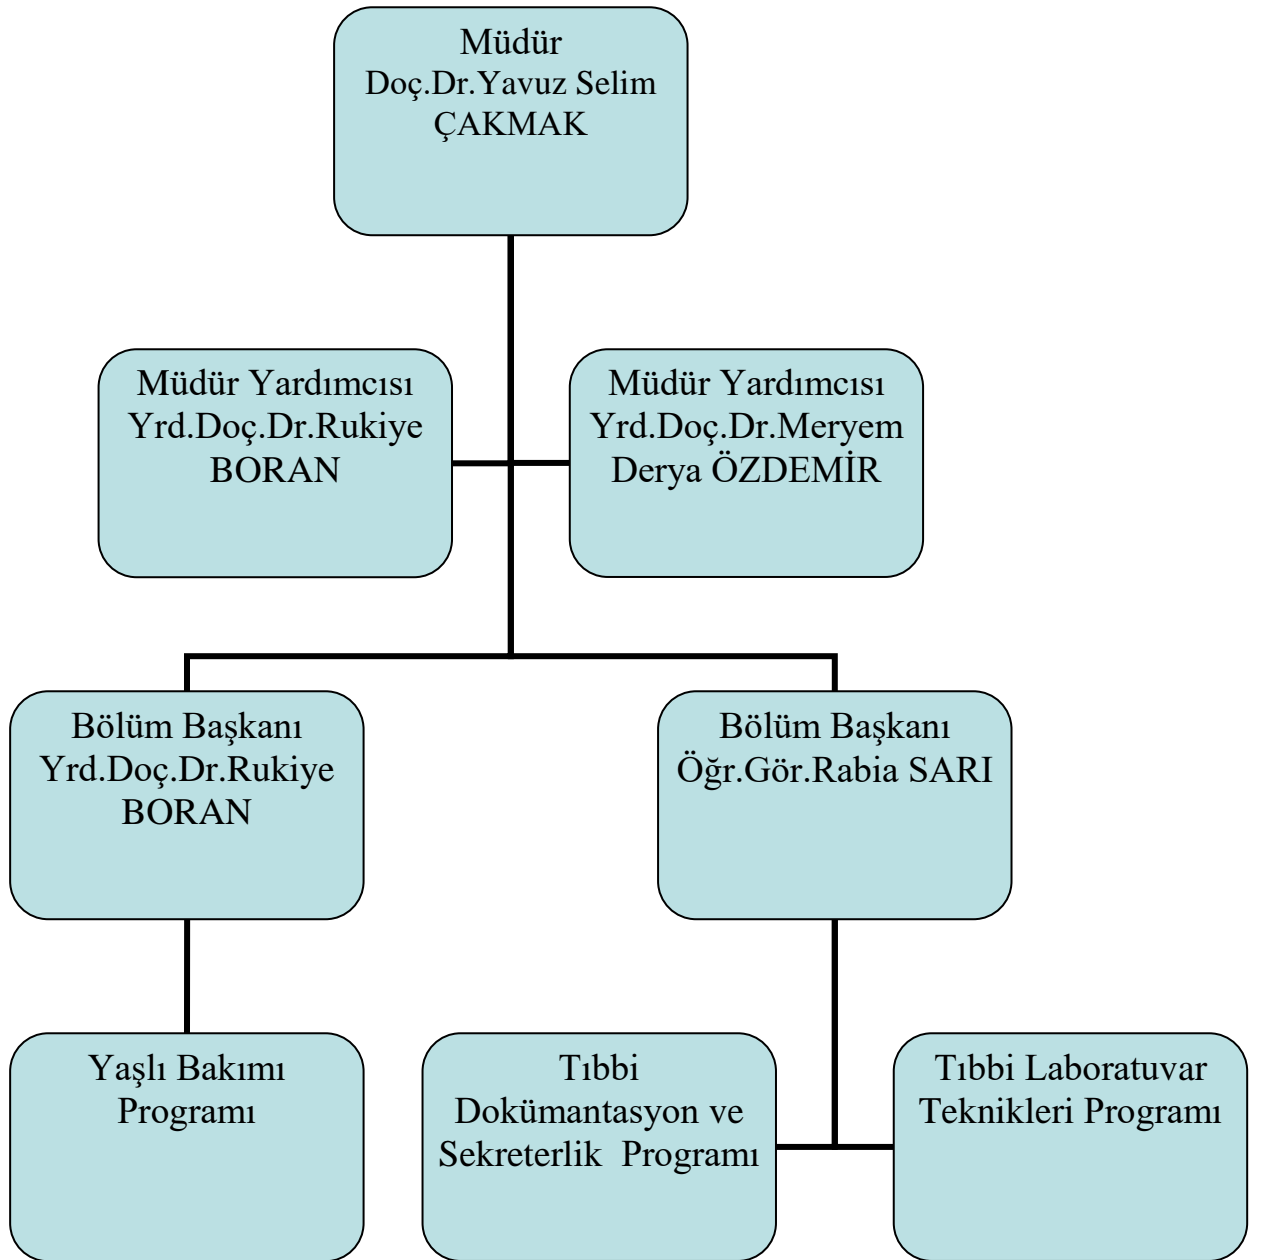 Müdür
Doç.Dr.Yavuz Selim
ÇAKMAK
Müdür Yardımcısı
Yrd.Doç.Dr.Rukiye
BORAN
Müdür Yardımcısı
Yrd.Doç.Dr.Meryem
Derya ÖZDEMİR
Bölüm Başkanı
Yrd.Doç.Dr.Rukiye
BORAN
Bölüm Başkanı
Öğr.Gör.Rabia SARI
Yaşlı Bakımı
Programı
Tıbbi
Dokümantasyon ve
Sekreterlik  Programı
Tıbbi Laboratuvar
Teknikleri Programı